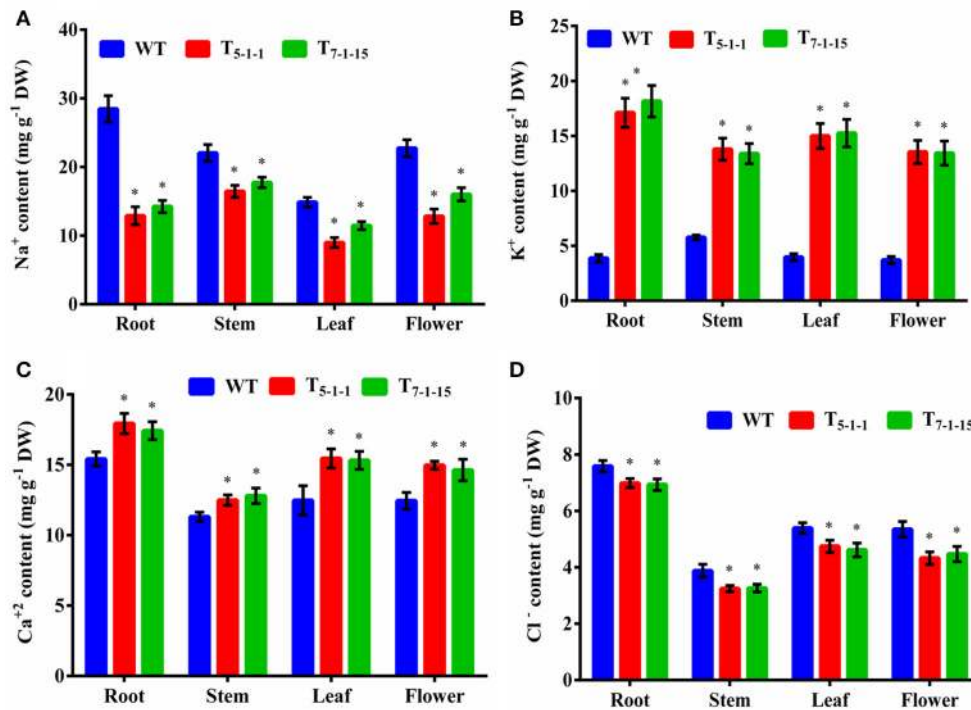 A
WT T5-1-1 T7-1-15
Na+ content (mg g-1 DW)
40
30
20
10
0
* * * * * * * *
Root Stem Leaf Flower
B
WT T5-1-1 T7-1-15
K+ content (mg g-1 DW)
25
20
15
10
5
0
* * * * * * * *
Root Stem Leaf Flower
C
WT T5-1-1 T7-1-15
Ca+2 content (mg g-1 DW)
20
15
10
5
0
* * * * * * * *
Root Stem Leaf Flower
D
WT T5-1-1 T7-1-15
Cl- content (mg g-1 DW)
10
8
6
4
2
0
* * * * * * * *
Root Stem Leaf Flower